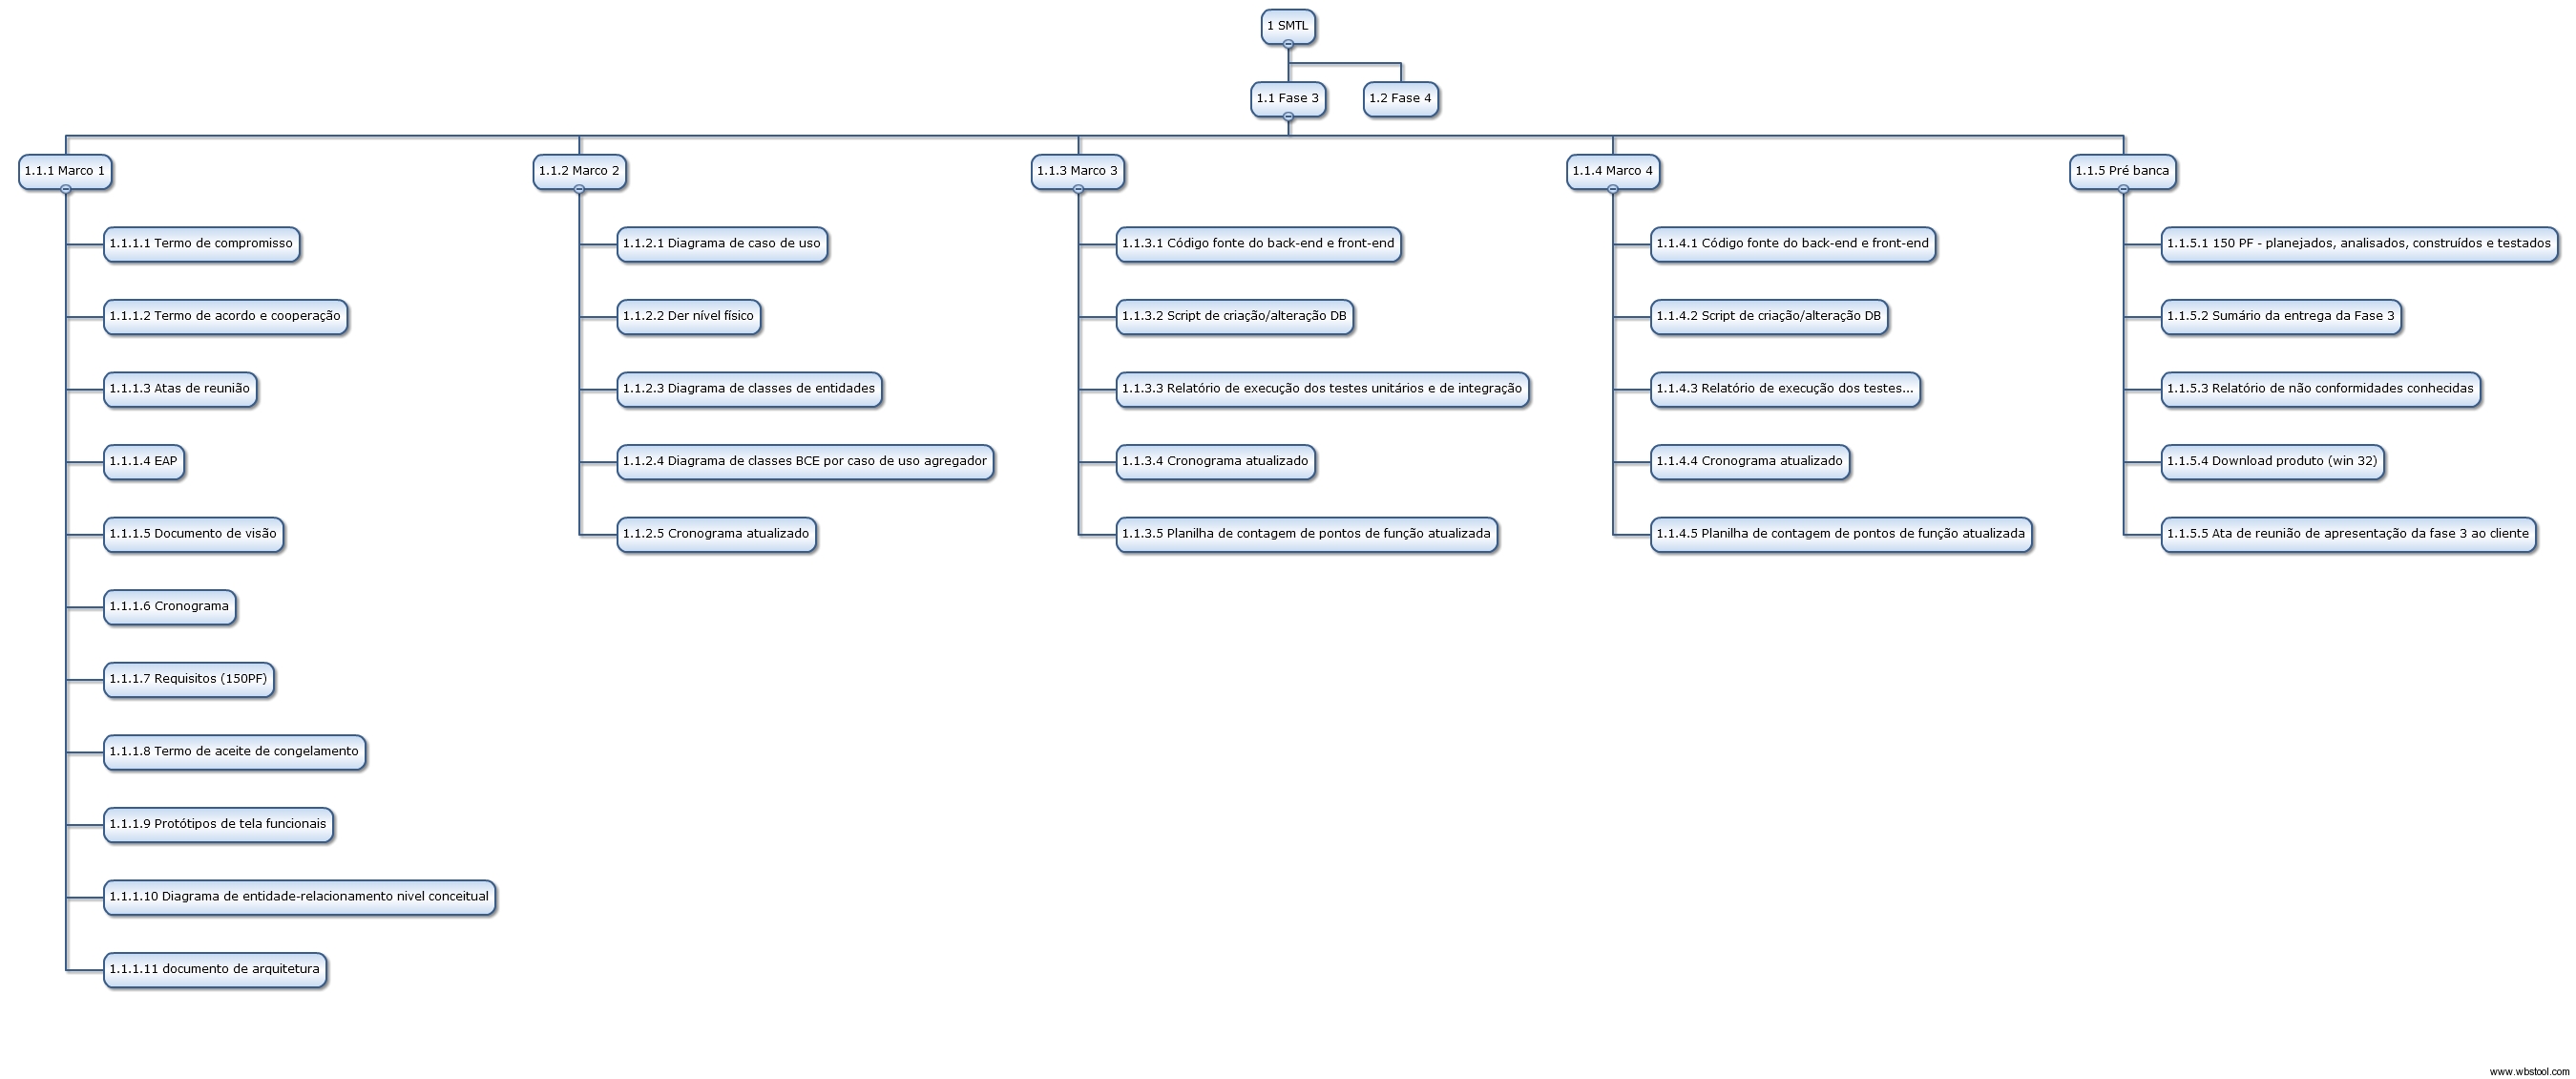 1 SMTL
1.1 Fase 3
1.2 Fase 4
1.1.1 Marco 1
1.1.1.1 Termo de compromisso
1.1.1.2 Termo de acordo e cooperação
1.1.1.3 Atas de reunião
1.1.1.4 EAP
1.1.1.5 Documento de visão
1.1.1.6 Cronograma
1.1.1.7 Requisitos (150PF)
1.1.1.8 Termo de aceite de congelamento
1.1.1.9 Protótipos de tela funcionais
1.1.1.10 Diagrama de entidade-relacionamento nivel conceitual
1.1.1.11 documento de arquitetura
1.1.2 Marco 2
1.1.2.1 Diagrama de caso de uso
1.1.2.2 Der nível físico
1.1.2.3 Diagrama de classes de entidades
1.1.2.4 Diagrama de classes BCE por caso de uso agregador
1.1.2.5 Cronograma atualizado
1.1.3 Marco 3
1.1.3.1 Código fonte do back-end e front-end
1.1.3.2 Script de criação/alteração DB
1.1.3.3 Relatório de execução dos testes unitários e de integração
1.1.3.4 Cronograma atualizado
1.1.3.5 Planilha de contagem de pontos de função atualizada
1.1.4 Marco 4
1.1.4.1 Código fonte do back-end e front-end
1.1.4.2 Script de criação/alteração DB
1.1.4.3 Relatório de execução dos testes...
1.1.4.4 Cronograma atualizado
1.1.4.5 Planilha de contagem de pontos de função atualizada
1.1.5 Pré banca
1.1.5.1 150 PF - planejados, analisados, construídos e testados
1.1.5.2 Sumário da entrega da Fase 3
1.1.5.3 Relatório de não conformidades conhecidas
1.1.5.4 Download produto (win 32)
1.1.5.5 Ata de reunião de apresentação da fase 3 ao cliente
www.wbstool.com